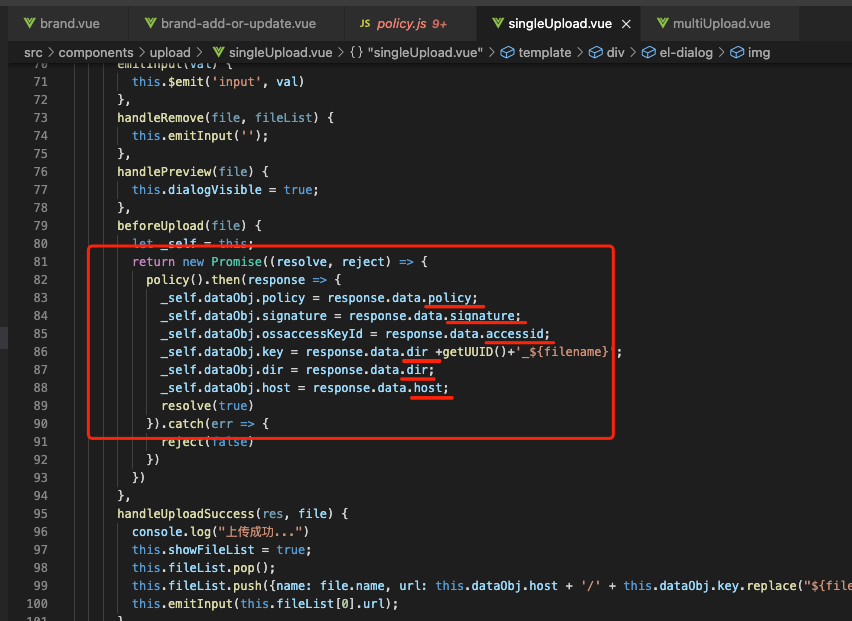 brand.vue brand-add-or-update.vue JS policy.js 9+ singleUpload.vue × multiUpload.vue
src > components > upload > singleUpload.vue > {} "singleUpload.vue" > template > div > el-dialog > img
70 emitInput(val) {
71 this.$emit('input', val)
72 },
73 handleRemove(file, fileList) {
74 this.emitInput('');
75 },
76 handlePreview(file) {
77 this.dialogVisible = true;
78 },
79 beforeUpload(file) {
80 let _self = this;
81 return new Promise((resolve, reject) => {
82 policy().then(response => {
83 _self.dataObj.policy = response.data.policy;
84 _self.dataObj.signature = response.data.signature;
85 _self.dataObj.ossaccessKeyId = response.data.accessid;
86 _self.dataObj.key = response.data.dir +getUUID()+'_${filename}';
87 _self.dataObj.dir = response.data.dir;
88 _self.dataObj.host = response.data.host;
89 resolve(true)
90 }).catch(err => {
91 reject(false)
92 })
93 })
94 },
95 handleUploadSuccess(res, file) {
96 console.log("上传成功...")
97 this.showFileList = true;
98 this.fileList.pop();
99 this.fileList.push({name: file.name, url: this.dataObj.host + '/' + this.dataObj.key.replace("${file
100 this.emitInput(this.fileList[0].url);
101